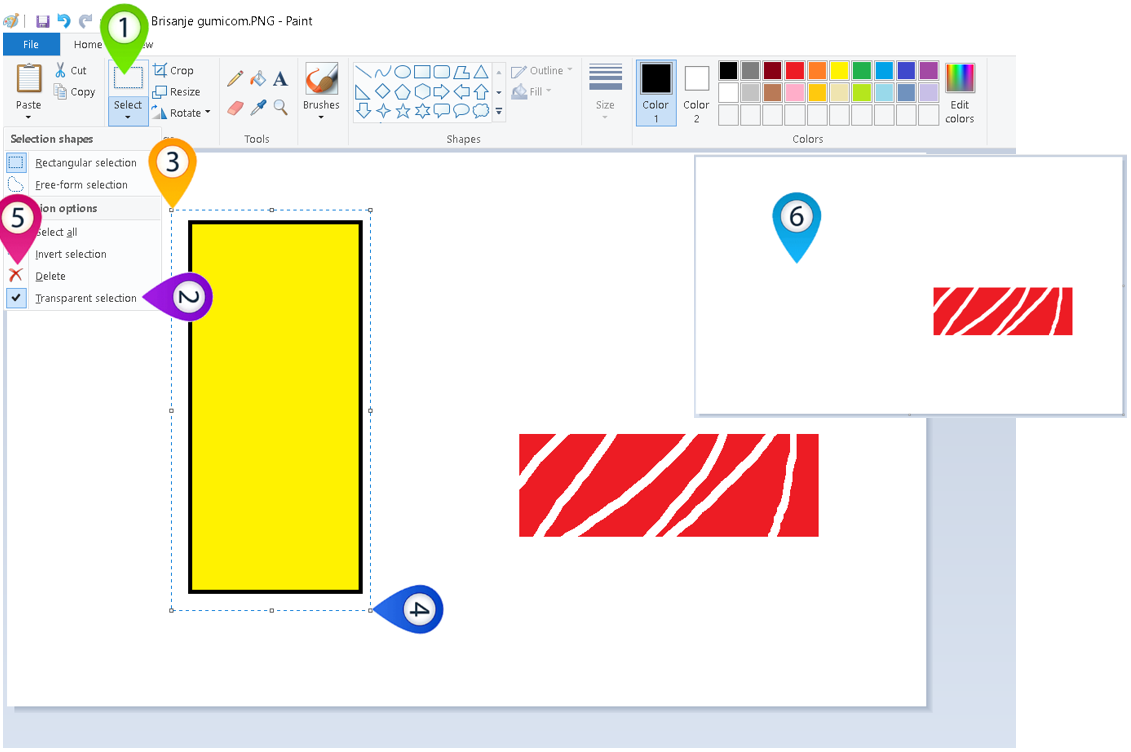 Brisanje gumicom.PNG - Paint
1
File
Home
ew
Paste
Cut
Copy
Select
Crop
Resize
Rotate
Tools
Brushes
Shapes
Outline
Fill
Size
Color
1
Color
2
Edit
colors
Colors
Selection shapes
Rectangular selection
Free-form selection
ion options
Select all
Invert selection
Delete
Transparent selection
3
5
2
6
4